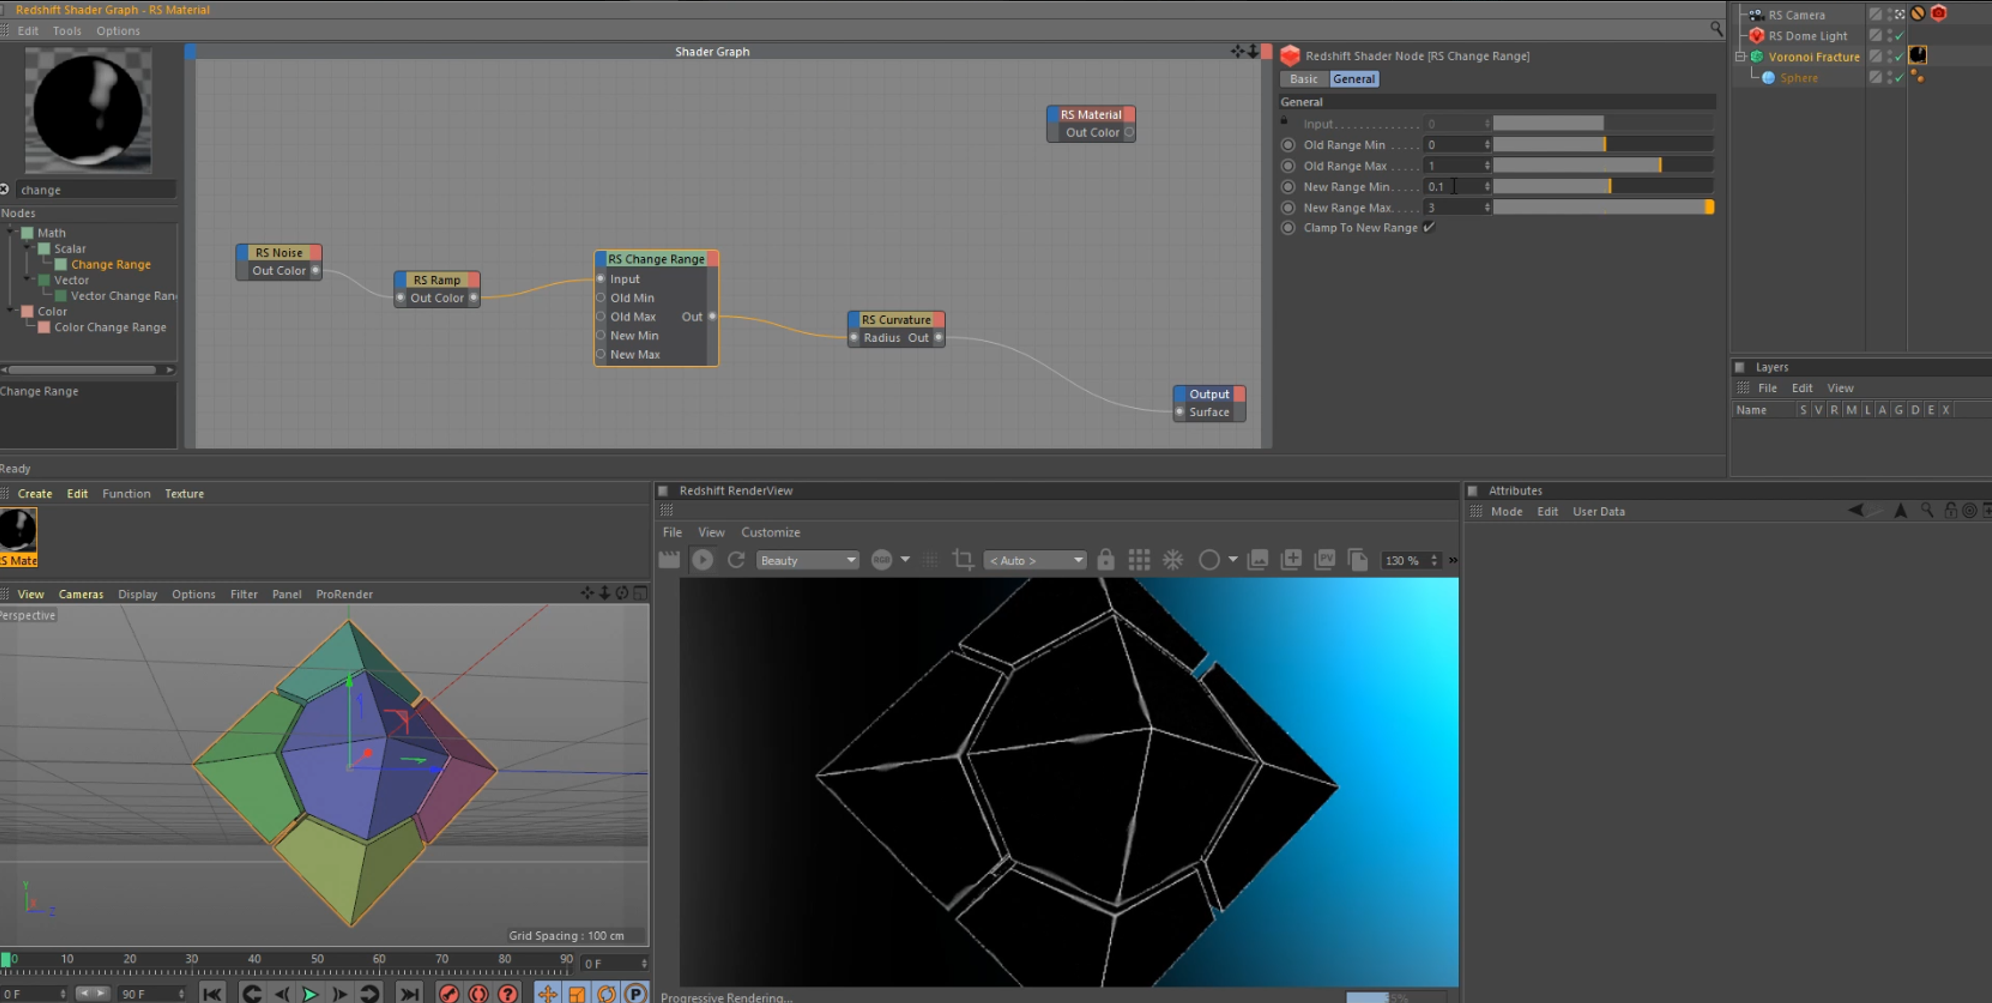 Redshift Shader Graph - RS Material
Edit Tools Options
Shader Graph
change
Nodes
Math
Scalar
Change Range
Vector
Vector Change Ran
Color
Color Change Range
Change Range
Ready
RS Noise
Out Color
RS Ramp
Out Color
RS Change Range
Input
Old Min
Old Max Out
New Min
New Max
RS Curvature
Radius Out
RS Material
Out Color
Output
Surface
Redshift Shader Node [RS Change Range]
Basic General
General
Input 0
Old Range Min 0
Old Range Max 1
New Range Min 0.1
New Range Max 3
Clamp To New Range
RS Camera
RS Dome Light
Voronoi Fracture
Sphere
Layers
File Edit View
Name S V R M L A G D E X
Create Edit Function Texture
RS Mate
View Cameras Display Options Filter Panel ProRender
Perspective
Y
Z
Grid Spacing : 100 cm
0 10 20 30 40 50 60 70 80 90 0 F
0 F 90 F
Redshift RenderView
File View Customize
Beauty RGB < Auto > PV 130 % »
Progressive Rendering...
Attributes
Mode Edit User Data